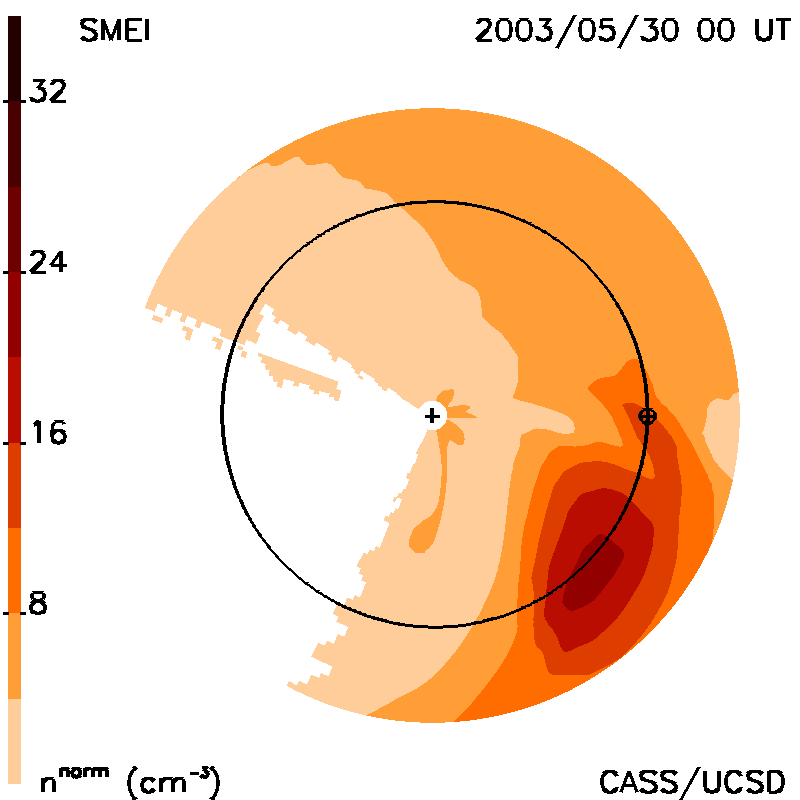 SMEI 2003/05/30 00 UT
32
24
16
8
n^norm (cm^-3) CASS/UCSD